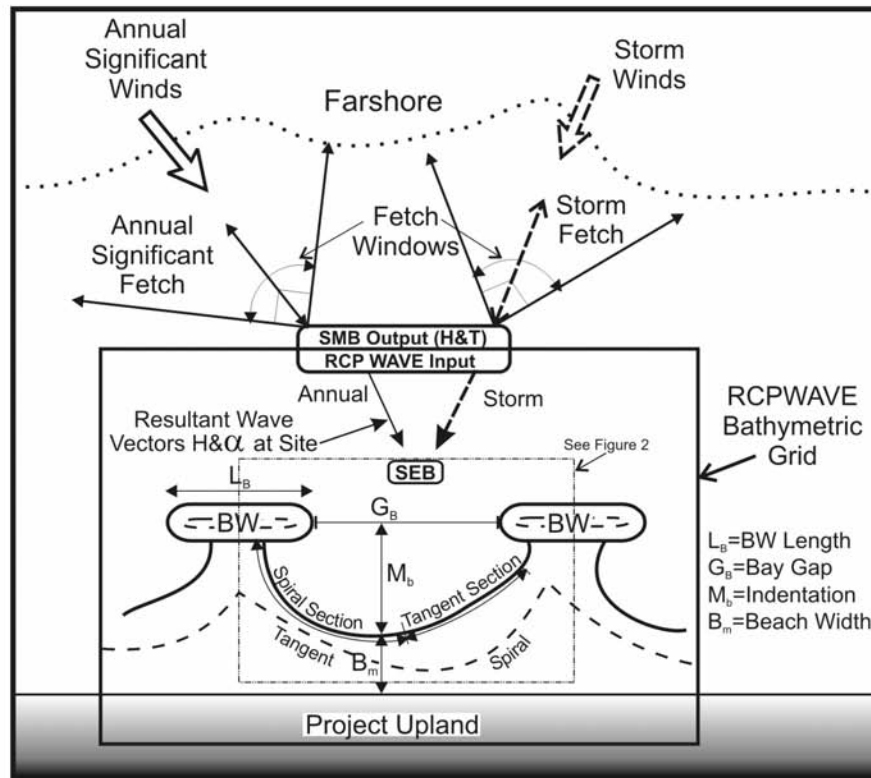 Annual
Significant
Winds
Storm
Winds
Farshore
Fetch
Windows
Storm
Fetch
Annual
Significant
Fetch
SMB Output (H&T)
RCP WAVE Input
Annual
Storm
Resultant Wave
Vectors H&α at Site
RCPWAVE
Bathymetric
Grid
See Figure 2
SEB
L_B
G_B
BW
BW
M_b
L_B=BW Length
G_B=Bay Gap
M_b=Indentation
B_m=Beach Width
Spiral Section
Tangent Section
Tangent
Spiral
B_m
Project Upland